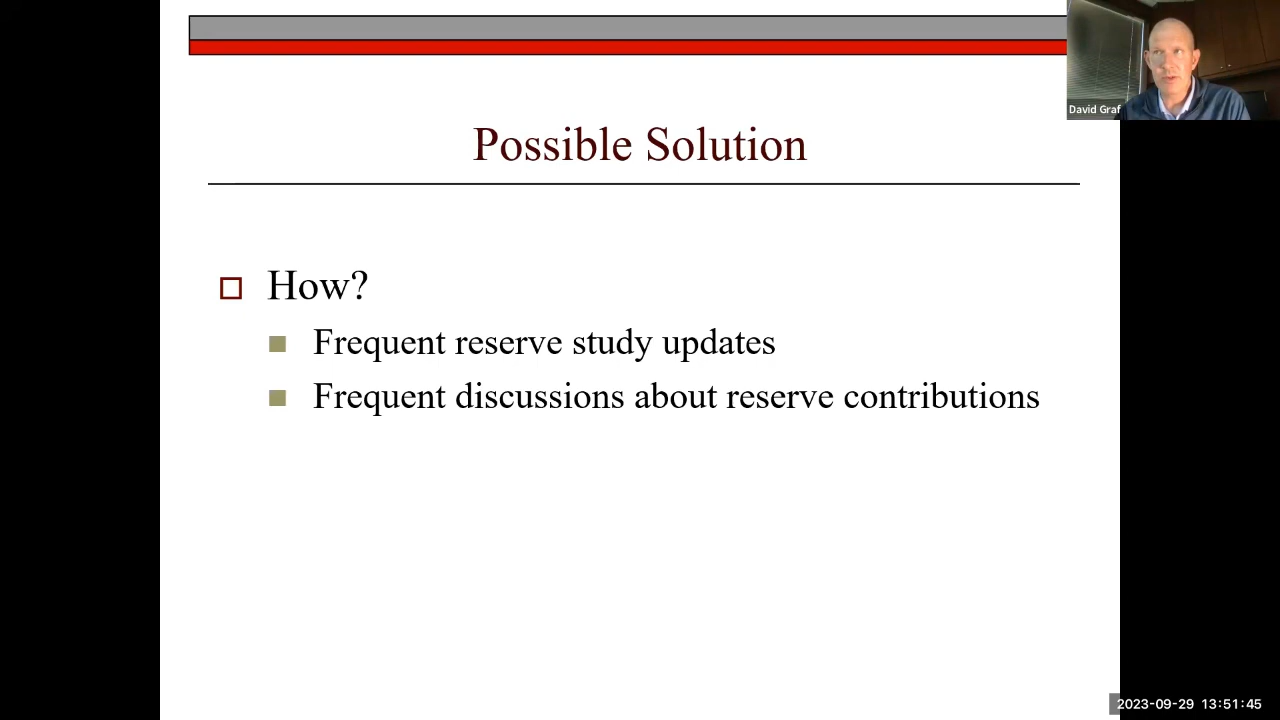 David Graf
Possible Solution
How?
Frequent reserve study updates
Frequent discussions about reserve contributions
2023-09-29 13:51:45